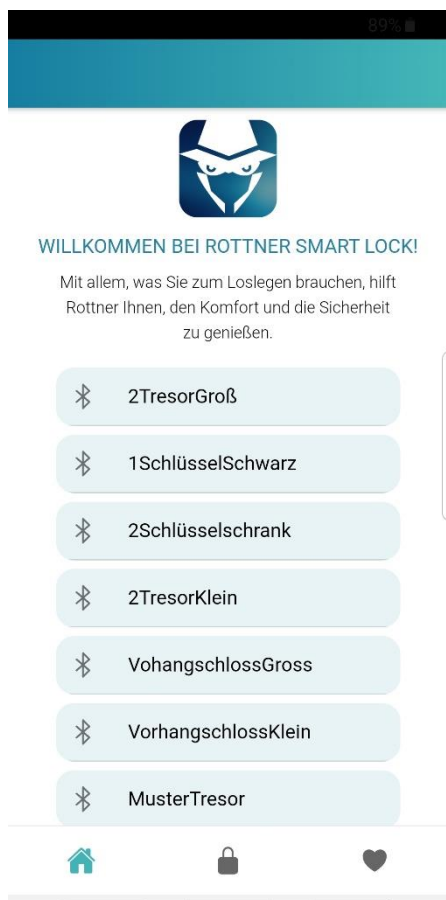 89%
WILLKOMMEN BEI ROTTNER SMART LOCK!
Mit allem, was Sie zum Loslegen brauchen, hilft
Rottner Ihnen, den Komfort und die Sicherheit
zu genießen.
2TresorGroß
1SchlüsselSchwarz
2Schlüsselschrank
2TresorKlein
VohangschlossGross
VorhangschlossKlein
MusterTresor